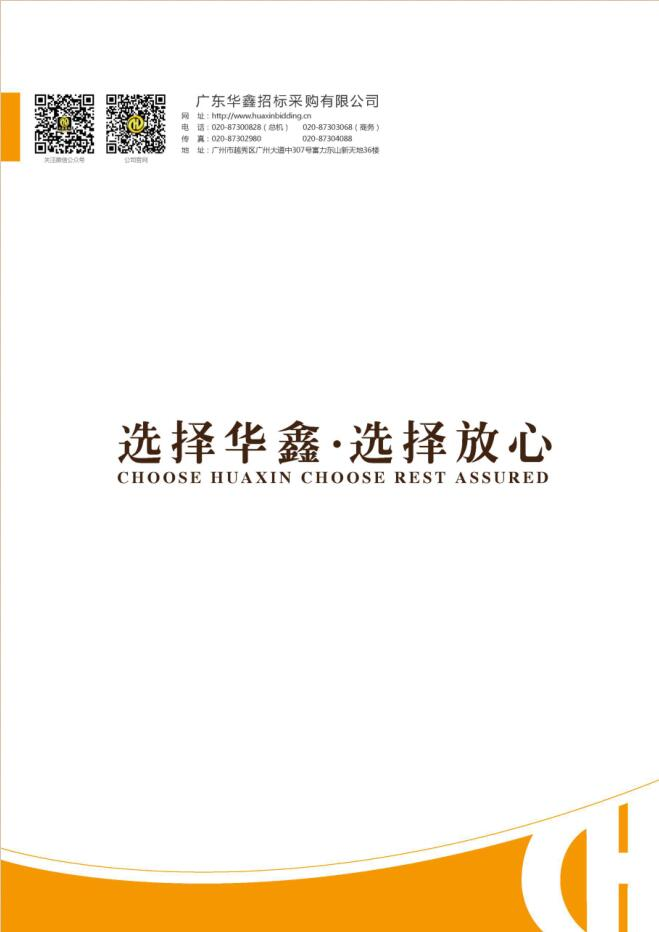 广东华鑫招标采购有限公司
网 址：http://www.huaxinbidding.cn
电 话：020-87300828（总机） 020-87303068（商务）
传 真：020-87302980 020-87304088
地 址：广州市越秀区广州大道中307号富力东山新天地36楼
关注微信公众号 公司官网
选择华鑫·选择放心
CHOOSE HUAXIN CHOOSE REST ASSURED